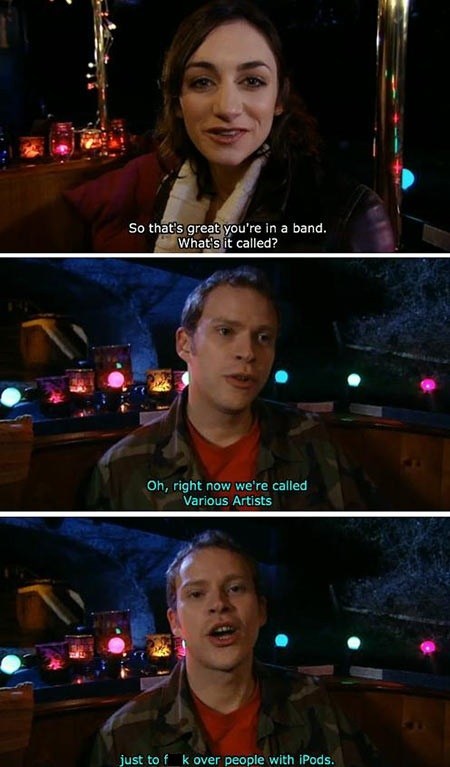 So that's great you're in a band.
What's it called?
Oh, right now we're called
Various Artists
just to f k over people with iPods.